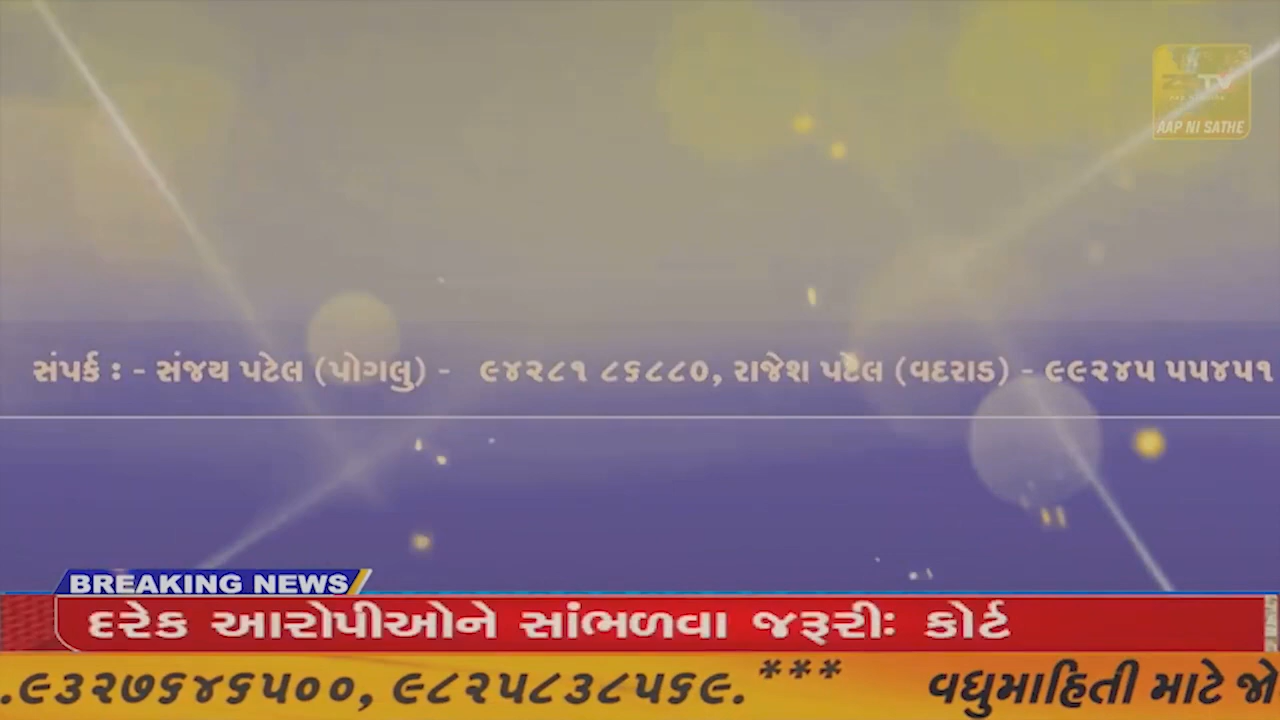 TV
AAP NI SATHE
સંપર્ક : - સંજય પટેલ (પોગલુ) - ૯૪૨૮૧ ૮૬૮૮૦, રાજેશ પટેલ (વદરાડ) - ૯૯૨૪૫ ૫૫૪૫૧
BREAKING NEWS
દરેક આરોપીઓને સાંભળવા જરૂરીઃ કોર્ટ
.૯૩૨૭૬૪૬૫૦૦, ૯૮૨૫૮૩૮૫૬૯.*** વધુમાહિતી માટે જો